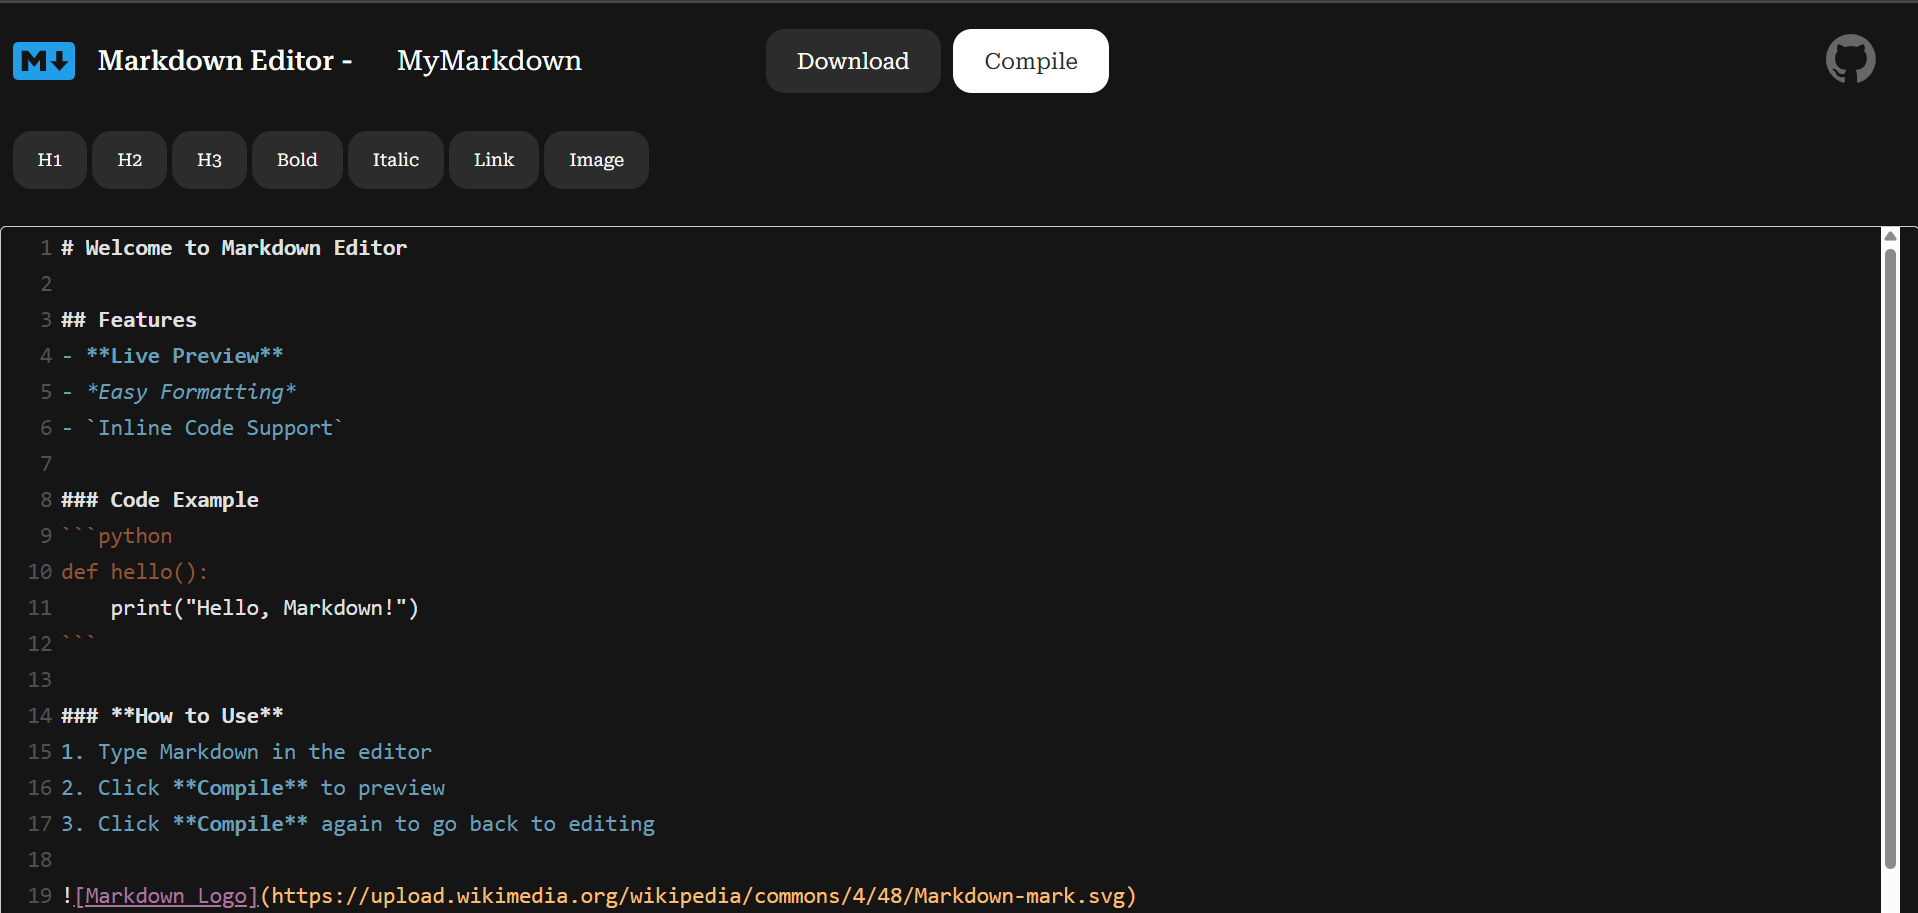 M Markdown Editor - MyMarkdown Download Compile
H1 H2 H3 Bold Italic Link Image
1 # Welcome to Markdown Editor
2
3 ## Features
4 - **Live Preview**
5 - *Easy Formatting*
6 - `Inline Code Support`
7
8 ### Code Example
9 ```python
10 def hello():
11     print("Hello, Markdown!")
12 ```
13
14 ### **How to Use**
15 1. Type Markdown in the editor
16 2. Click **Compile** to preview
17 3. Click **Compile** again to go back to editing
18
19 ![Markdown Logo](https://upload.wikimedia.org/wikipedia/commons/4/48/Markdown-mark.svg)